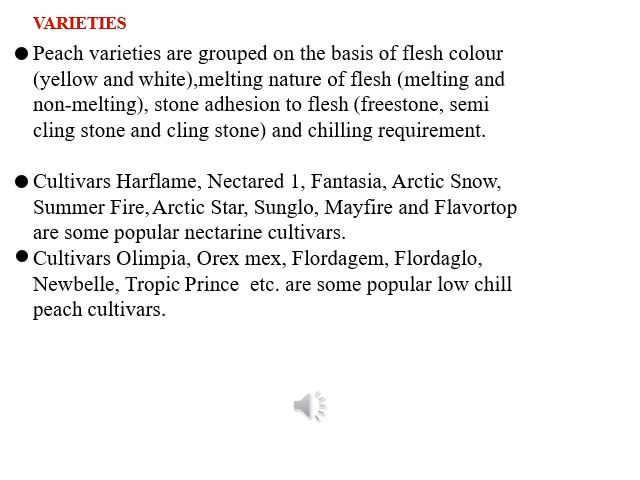 VARIETIES
● Peach varieties are grouped on the basis of flesh colour
(yellow and white),melting nature of flesh (melting and
non-melting), stone adhesion to flesh (freestone, semi
cling stone and cling stone) and chilling requirement.
● Cultivars Harflame, Nectared 1, Fantasia, Arctic Snow,
Summer Fire, Arctic Star, Sunglo, Mayfire and Flavortop
are some popular nectarine cultivars.
● Cultivars Olimpia, Orex mex, Flordagem, Flordaglo,
Newbelle, Tropic Prince  etc. are some popular low chill
peach cultivars.